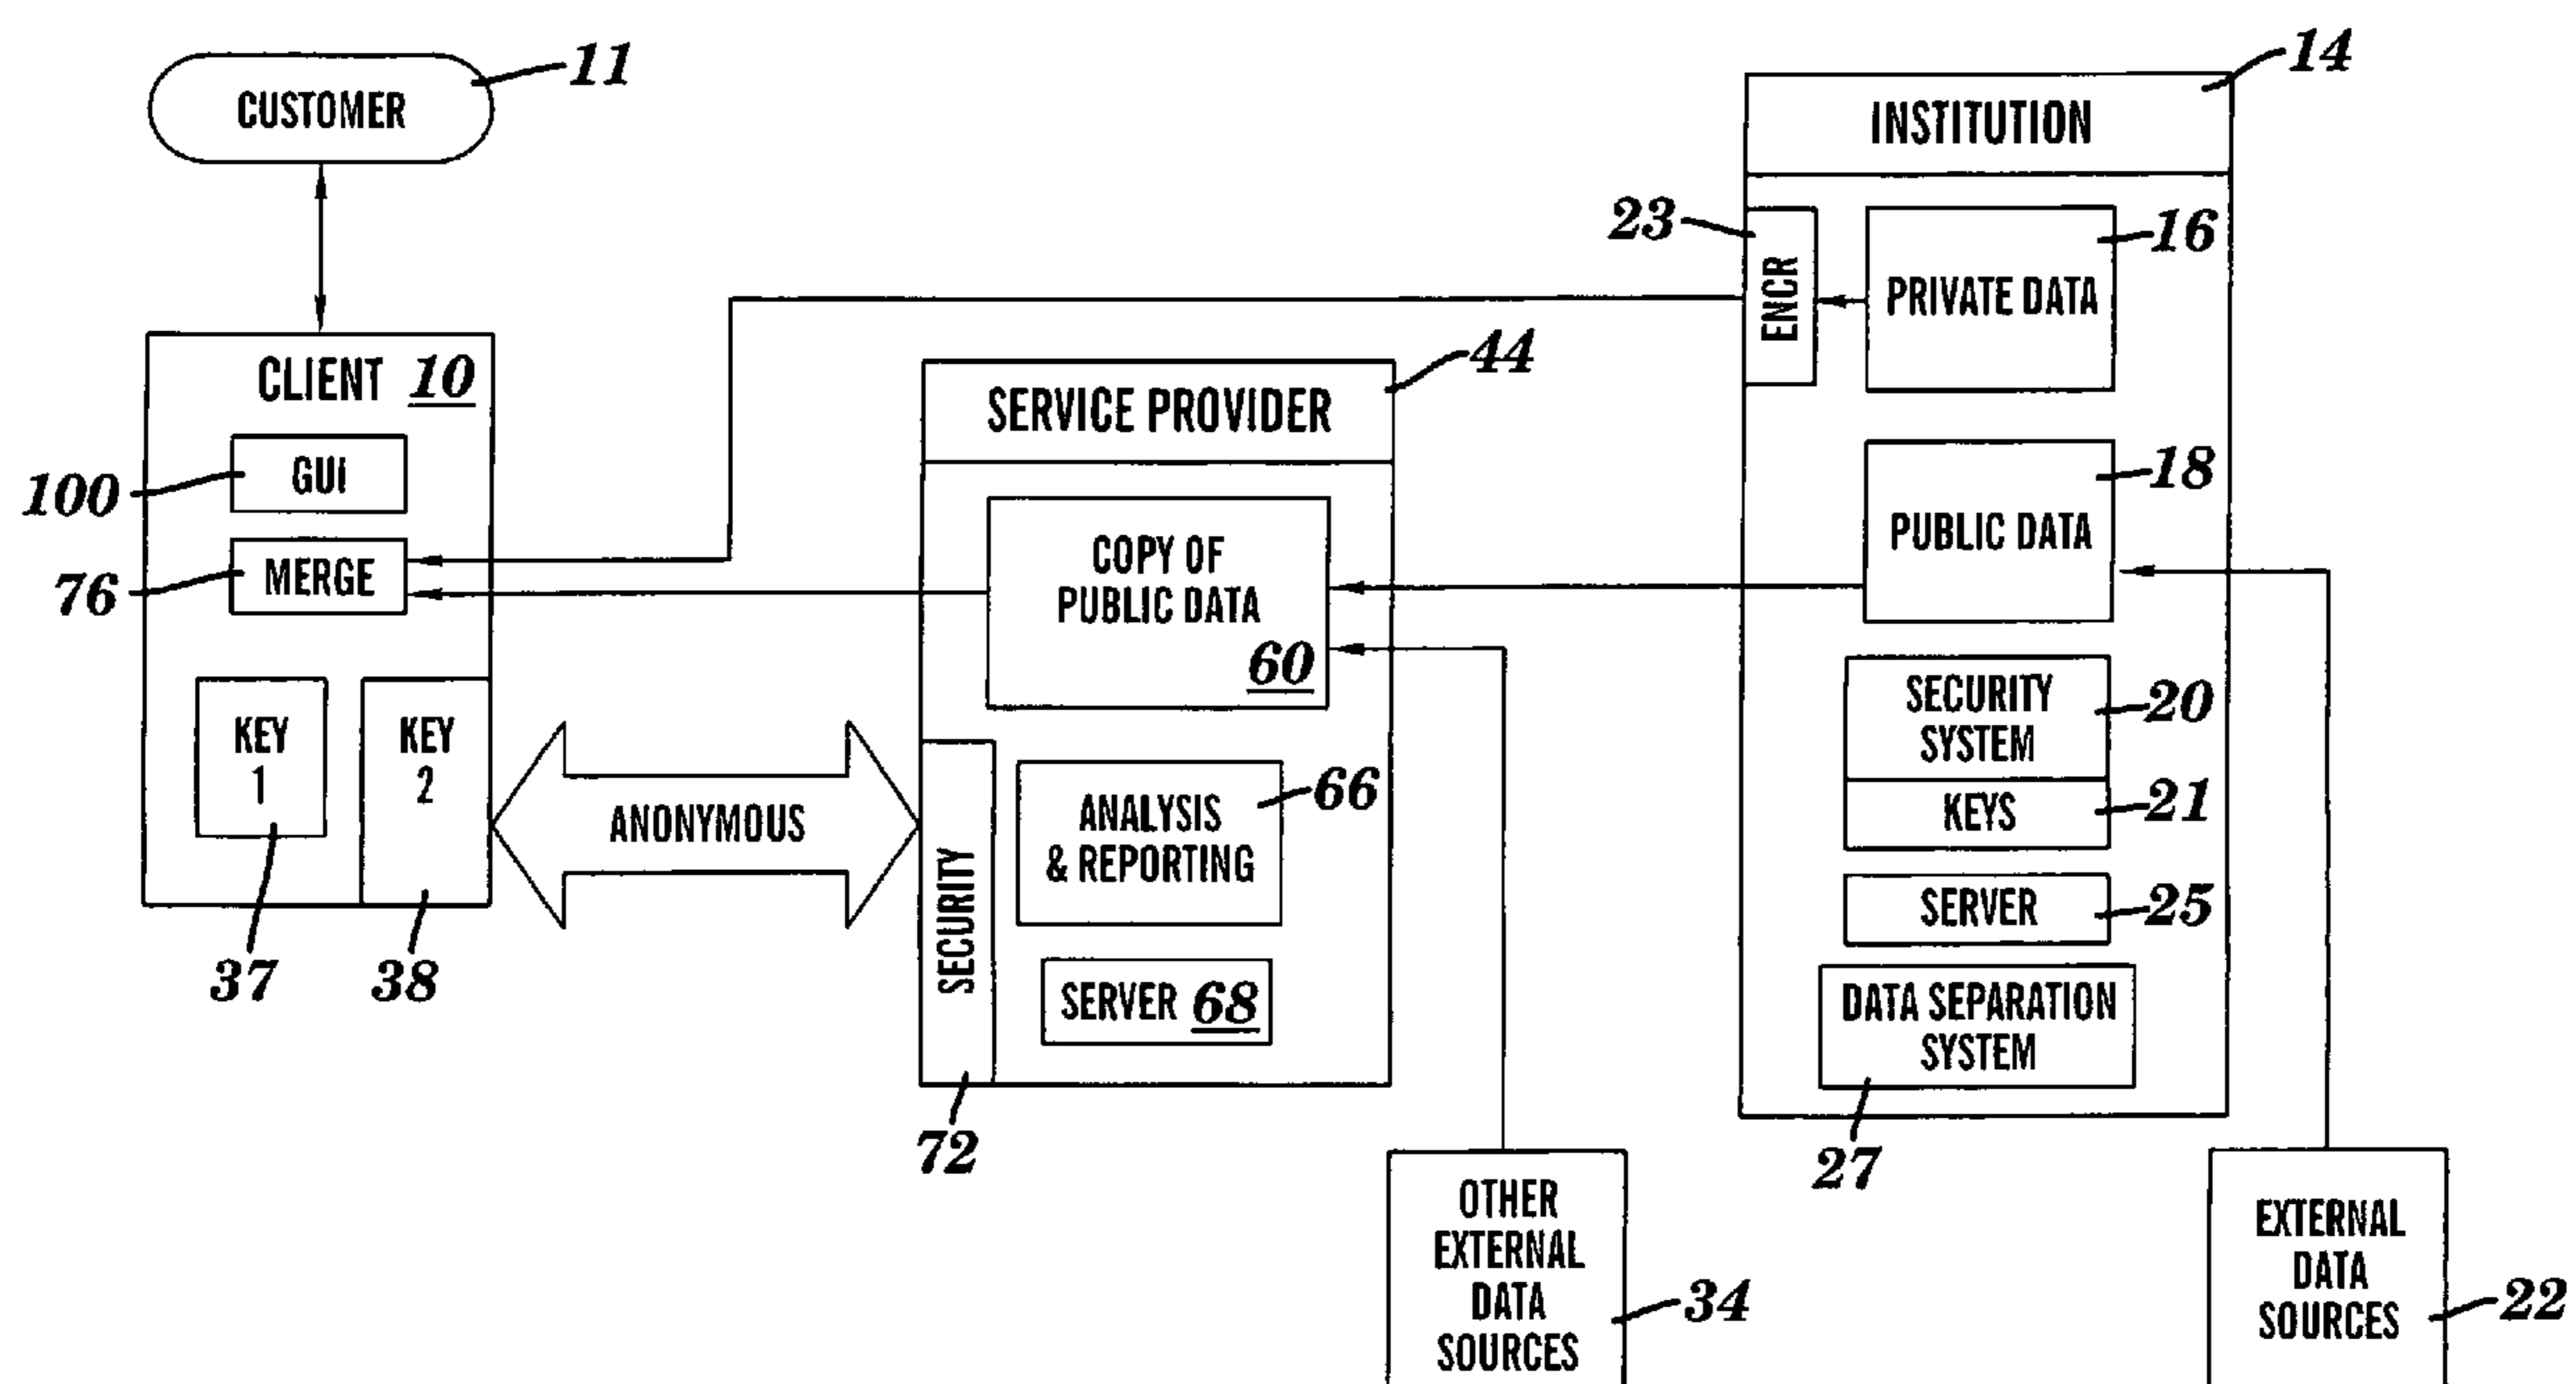 CUSTOMER
11
CLIENT 10
GUI
100
MERGE
76
KEY
1
KEY
2
37
38
ANONYMOUS
SERVICE PROVIDER
44
COPY OF
PUBLIC DATA
60
SECURITY
72
ANALYSIS
& REPORTING
66
SERVER 68
OTHER
EXTERNAL
DATA
SOURCES
34
INSTITUTION
14
23
ENCR
PRIVATE DATA
16
PUBLIC DATA
18
SECURITY
SYSTEM
20
KEYS
21
SERVER
25
DATA SEPARATION
SYSTEM
27
EXTERNAL
DATA
SOURCES
22